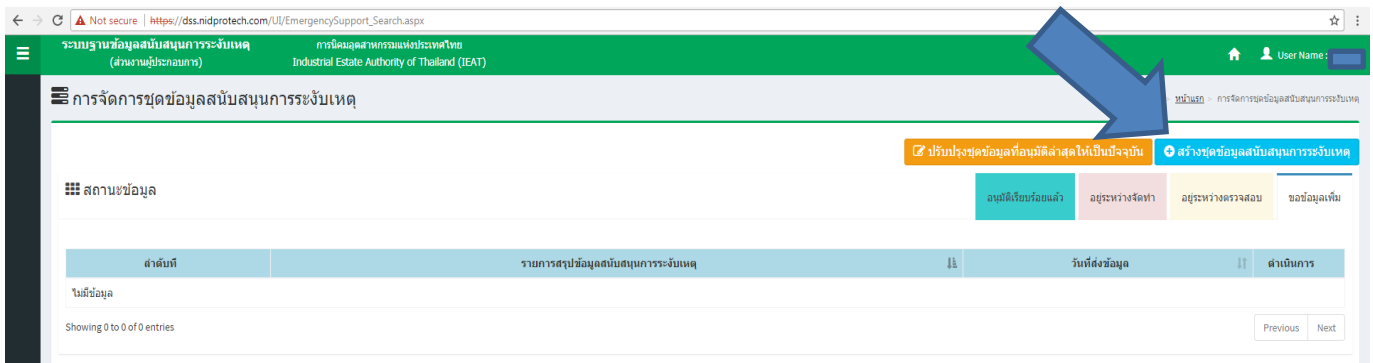 Not secure | https://dss.nidprotech.com/UI/EmergencySupport_Search.aspx
ระบบฐานข้อมูลสนับสนุนการระงับเหตุ การนิคมอุตสาหกรรมแห่งประเทศไทย
(ส่วนงานผู้ประกอบการ) Industrial Estate Authority of Thailand (IEAT)
User Name :
การจัดการชุดข้อมูลสนับสนุนการระงับเหตุ
หน้าแรก > การจัดการชุดข้อมูลสนับสนุนการระงับเหตุ
ปรับปรุงชุดข้อมูลที่อนุมัติล่าสุดให้เป็นปัจจุบัน สร้างชุดข้อมูลสนับสนุนการระงับเหตุ
สถานะข้อมูล
อนุมัติเรียบร้อยแล้ว อยู่ระหว่างจัดทำ อยู่ระหว่างตรวจสอบ ขอข้อมูลเพิ่ม
ลำดับที่ รายการสรุปข้อมูลสนับสนุนการระงับเหตุ วันที่ส่งข้อมูล ดำเนินการ
ไม่มีข้อมูล
Showing 0 to 0 of 0 entries
Previous Next